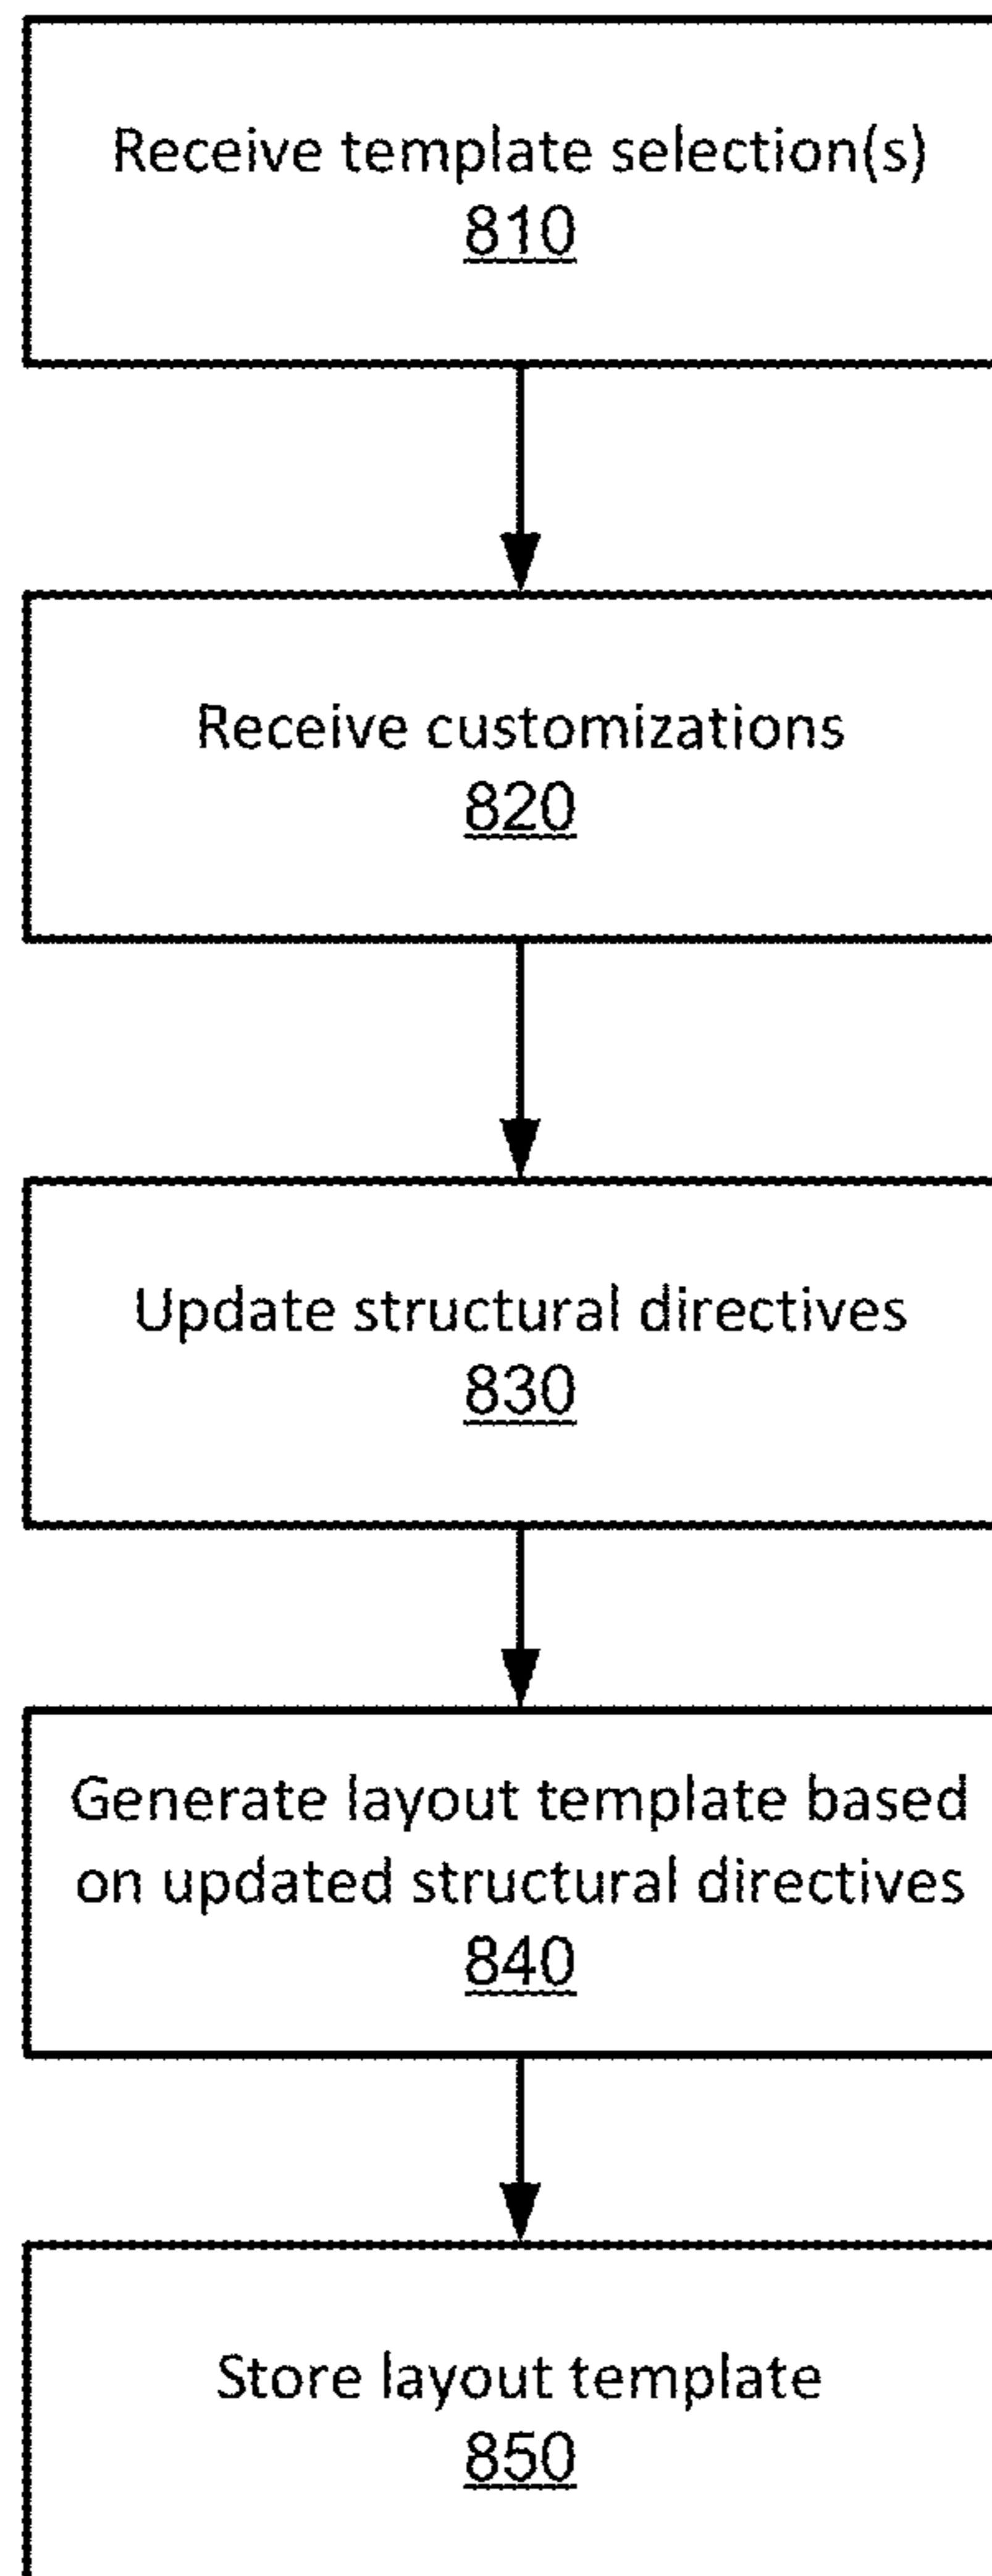 Receive template selection(s)
810
Receive customizations
820
Update structural directives
830
Generate layout template based
on updated structural directives
840
Store layout template
850